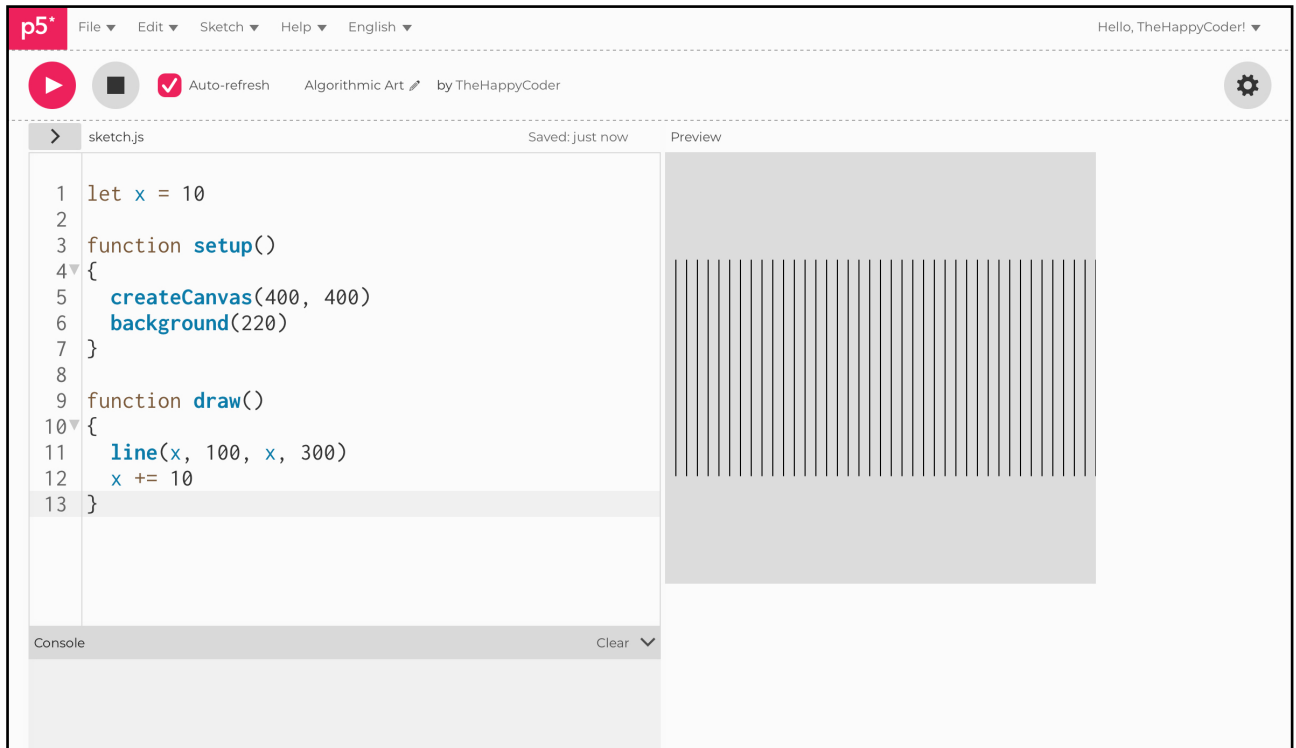 p5* File Edit Sketch Help English Hello, TheHappyCoder!
Auto-refresh Algorithmic Art by TheHappyCoder
> sketch.js Saved: just now Preview
1 let x = 10
2
3 function setup()
4 {
5   createCanvas(400, 400)
6   background(220)
7 }
8
9 function draw()
10 {
11   line(x, 100, x, 300)
12   x += 10
13 }
Console Clear